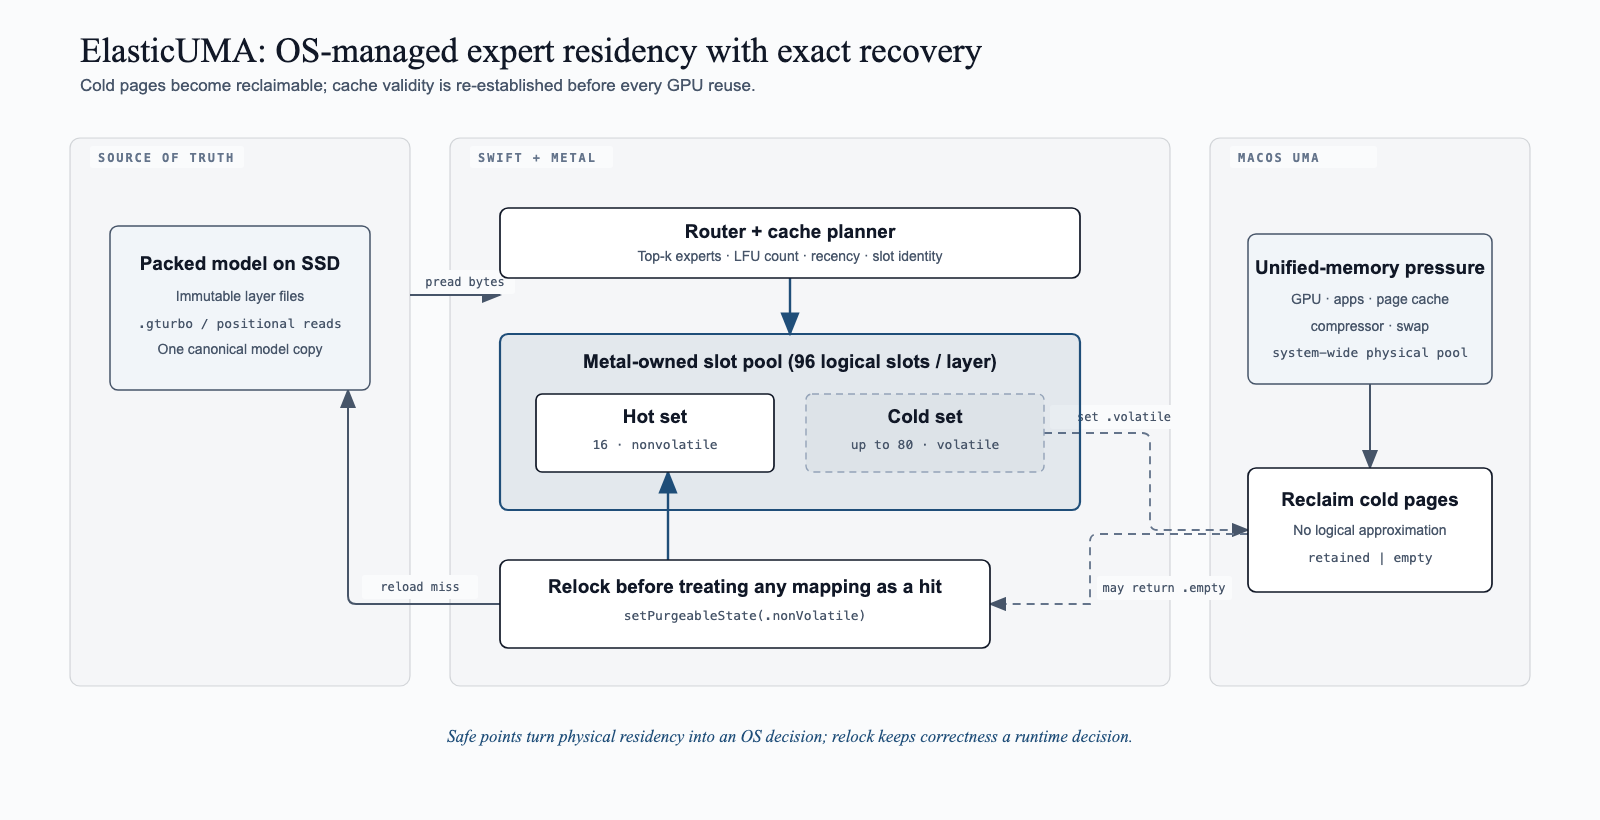 ElasticUMA: OS-managed expert residency with exact recovery
Cold pages become reclaimable; cache validity is re-established before every GPU reuse.
SOURCE OF TRUTH
Packed model on SSD
Immutable layer files
.gturbo / positional reads
One canonical model copy
pread bytes
reload miss
SWIFT + METAL
Router + cache planner
Top-k experts · LFU count · recency · slot identity
Metal-owned slot pool (96 logical slots / layer)
Hot set
16 · nonvolatile
Cold set
up to 80 · volatile
set .volatile
Relock before treating any mapping as a hit
setPurgeableState(.nonVolatile)
may return .empty
MACOS UMA
Unified-memory pressure
GPU · apps · page cache
compressor · swap
system-wide physical pool
Reclaim cold pages
No logical approximation
retained | empty
Safe points turn physical residency into an OS decision; relock keeps correctness a runtime decision.